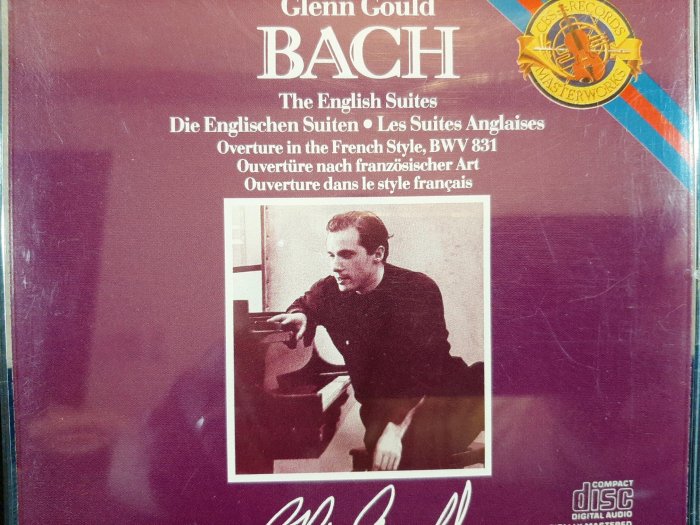 Glenn Gould
BACH
The English Suites
Die Englischen Suiten • Les Suites Anglaises
Overture in the French Style, BWV 831
Ouvertüre nach französischer Art
Ouverture dans le style français
CBS RECORDS
MASTERWORKS
COMPACT
disc
DIGITAL AUDIO